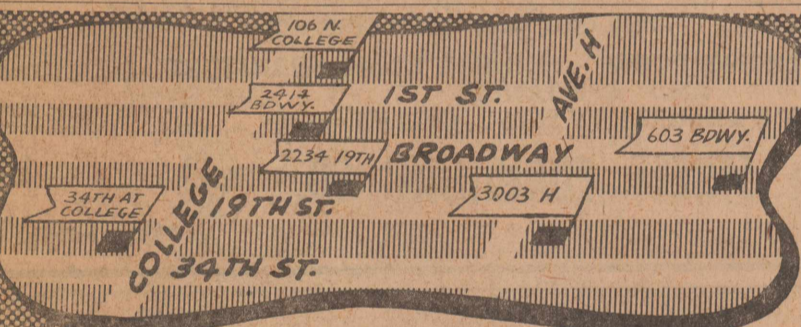 106 N.
COLLEGE
2414
BDWY.
1ST ST.
AVE. H
2234 19TH
BROADWAY
603 BDWY.
34TH AT
COLLEGE
COLLEGE
19TH ST.
3003 H
34TH ST.